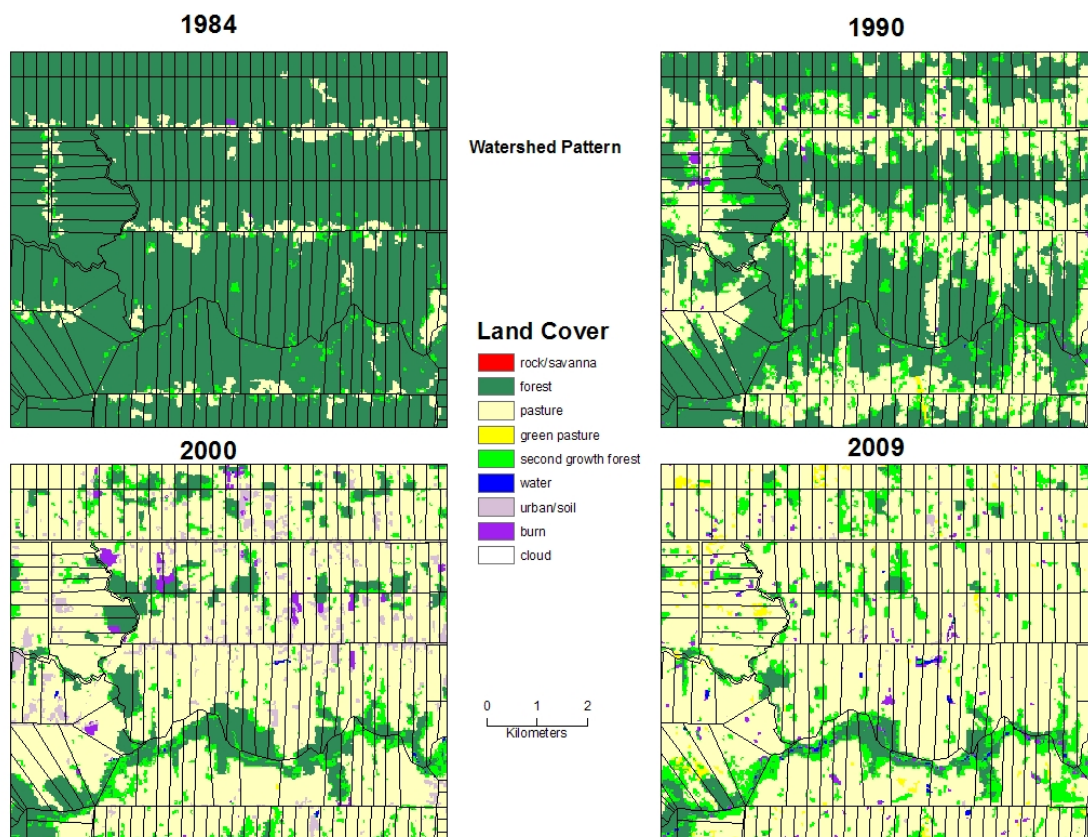 1984
1990
Watershed Pattern
Land Cover
rock/savanna
forest
pasture
green pasture
second growth forest
water
urban/soil
burn
cloud
2000
2009
0 1 2
Kilometers